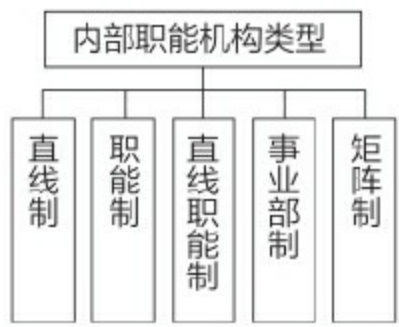 内部职能机构类型
直线制
职能制
直线职能制
事业部制
矩阵制